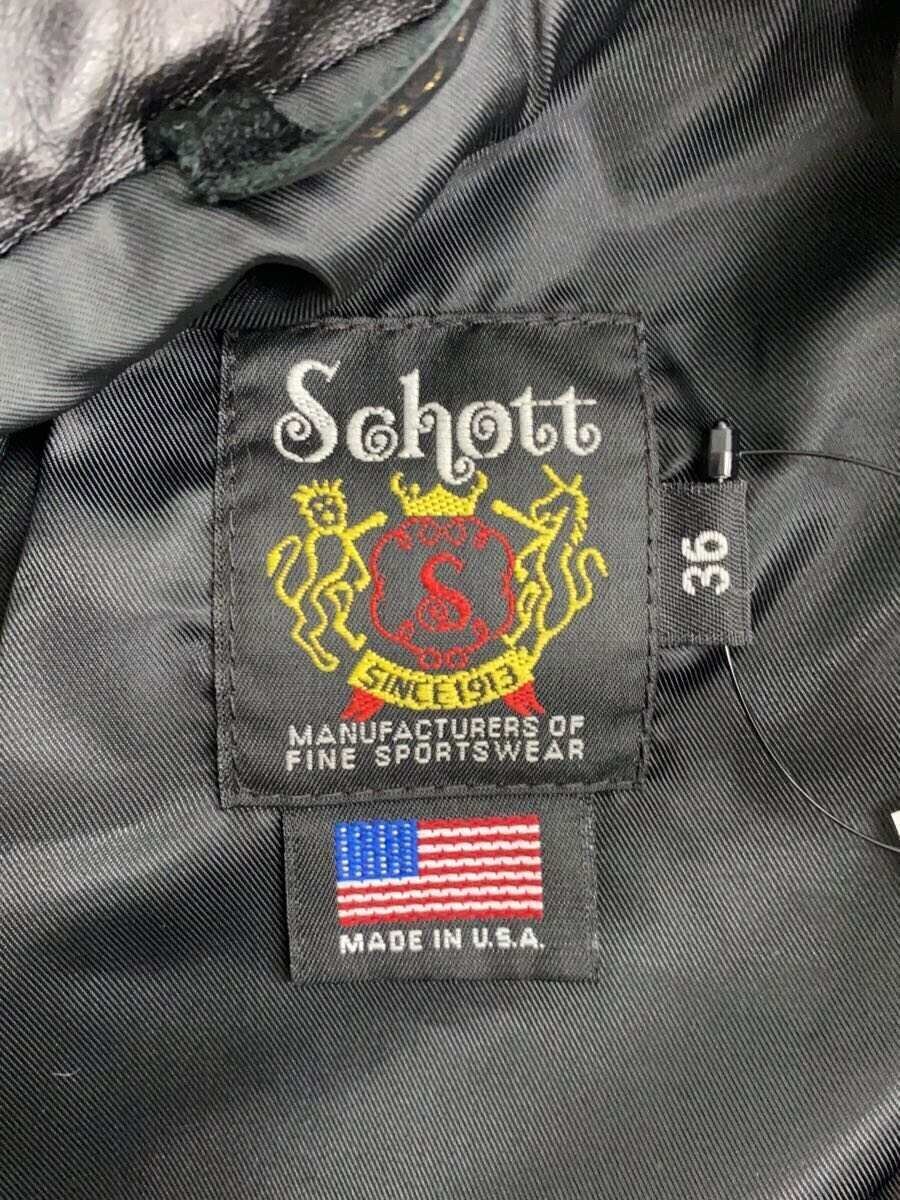 Schott
S
SINCE 1913
MANUFACTURERS OF
FINE SPORTSWEAR
36
MADE IN U.S.A.